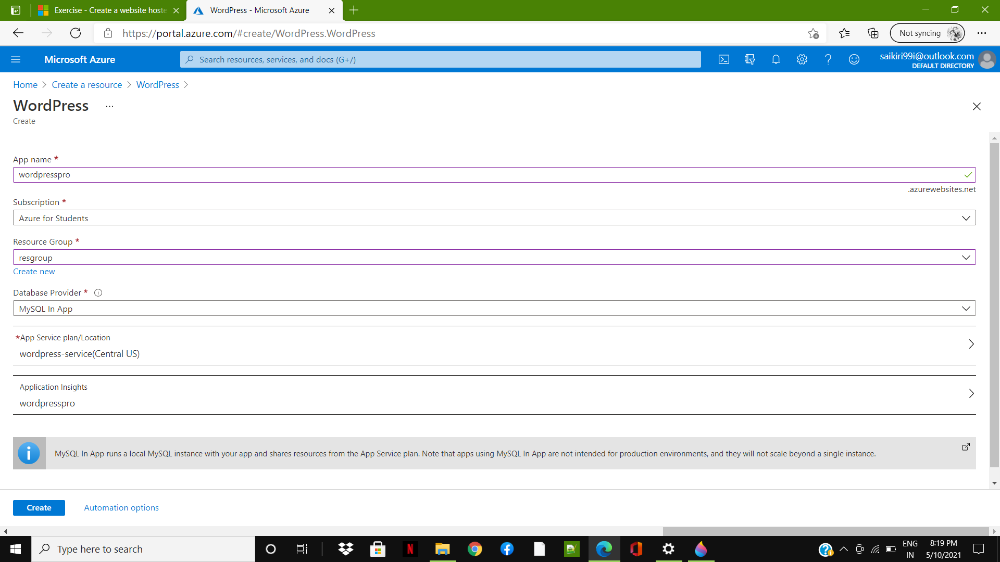 Exercise - Create a website hoste
WordPress - Microsoft Azure
https://portal.azure.com/#create/WordPress.WordPress
Not syncing
Microsoft Azure
Search resources, services, and docs (G+/)
saikiri99i@outlook.com
DEFAULT DIRECTORY
Home > Create a resource > WordPress >
WordPress ...
Create
App name *
wordpresspro
.azurewebsites.net
Subscription *
Azure for Students
Resource Group *
resgroup
Create new
Database Provider *
MySQL In App
*App Service plan/Location
wordpress-service(Central US)
Application Insights
wordpresspro
MySQL In App runs a local MySQL instance with your app and shares resources from the App Service plan. Note that apps using MySQL In App are not intended for production environments, and they will not scale beyond a single instance.
Create
Automation options
Type here to search
ENG
IN
8:19 PM
5/10/2021